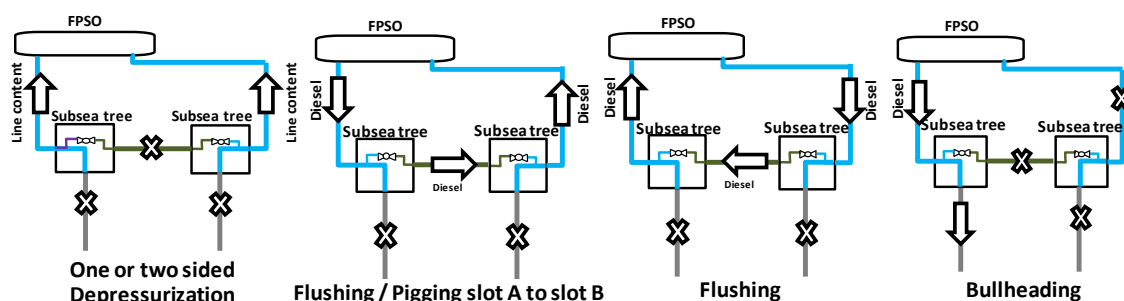 FPSO
Line content
Line content
Subsea tree
Subsea tree
One or two sided
Depressurization
FPSO
Diesel
Diesel
Subsea tree
Subsea tree
Diesel
Flushing / Pigging slot A to slot B
FPSO
Diesel
Diesel
Subsea tree
Subsea tree
Diesel
Flushing
FPSO
Diesel
Subsea tree
Subsea tree
Bullheading